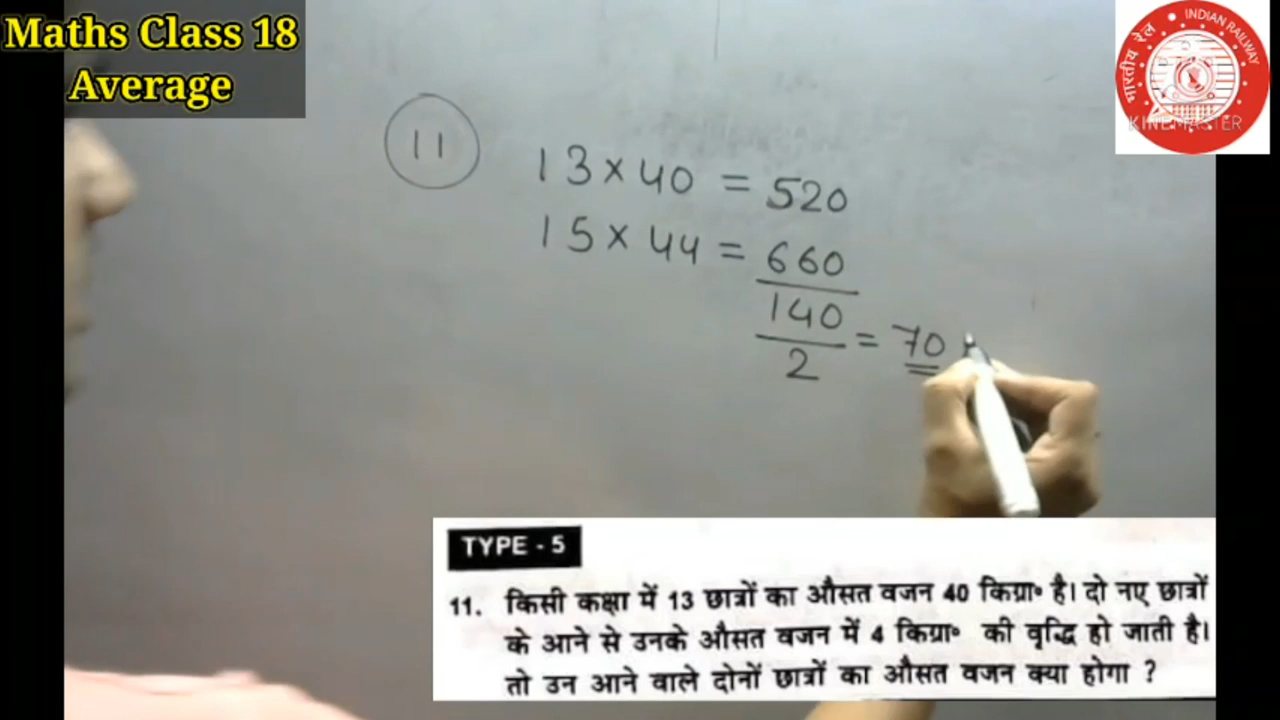 Maths Class 18
Average
भारतीय रेल
INDIAN RAILWAY
KINEMASTER
11
13 × 40 = 520
15 × 44 = 660
140
2
= 70
TYPE - 5
11. किसी कक्षा में 13 छात्रों का औसत वजन 40 किग्रा॰ है। दो नए छात्रों
के आने से उनके औसत वजन में 4 किग्रा॰ की वृद्धि हो जाती है।
तो उन आने वाले दोनों छात्रों का औसत वजन क्या होगा ?